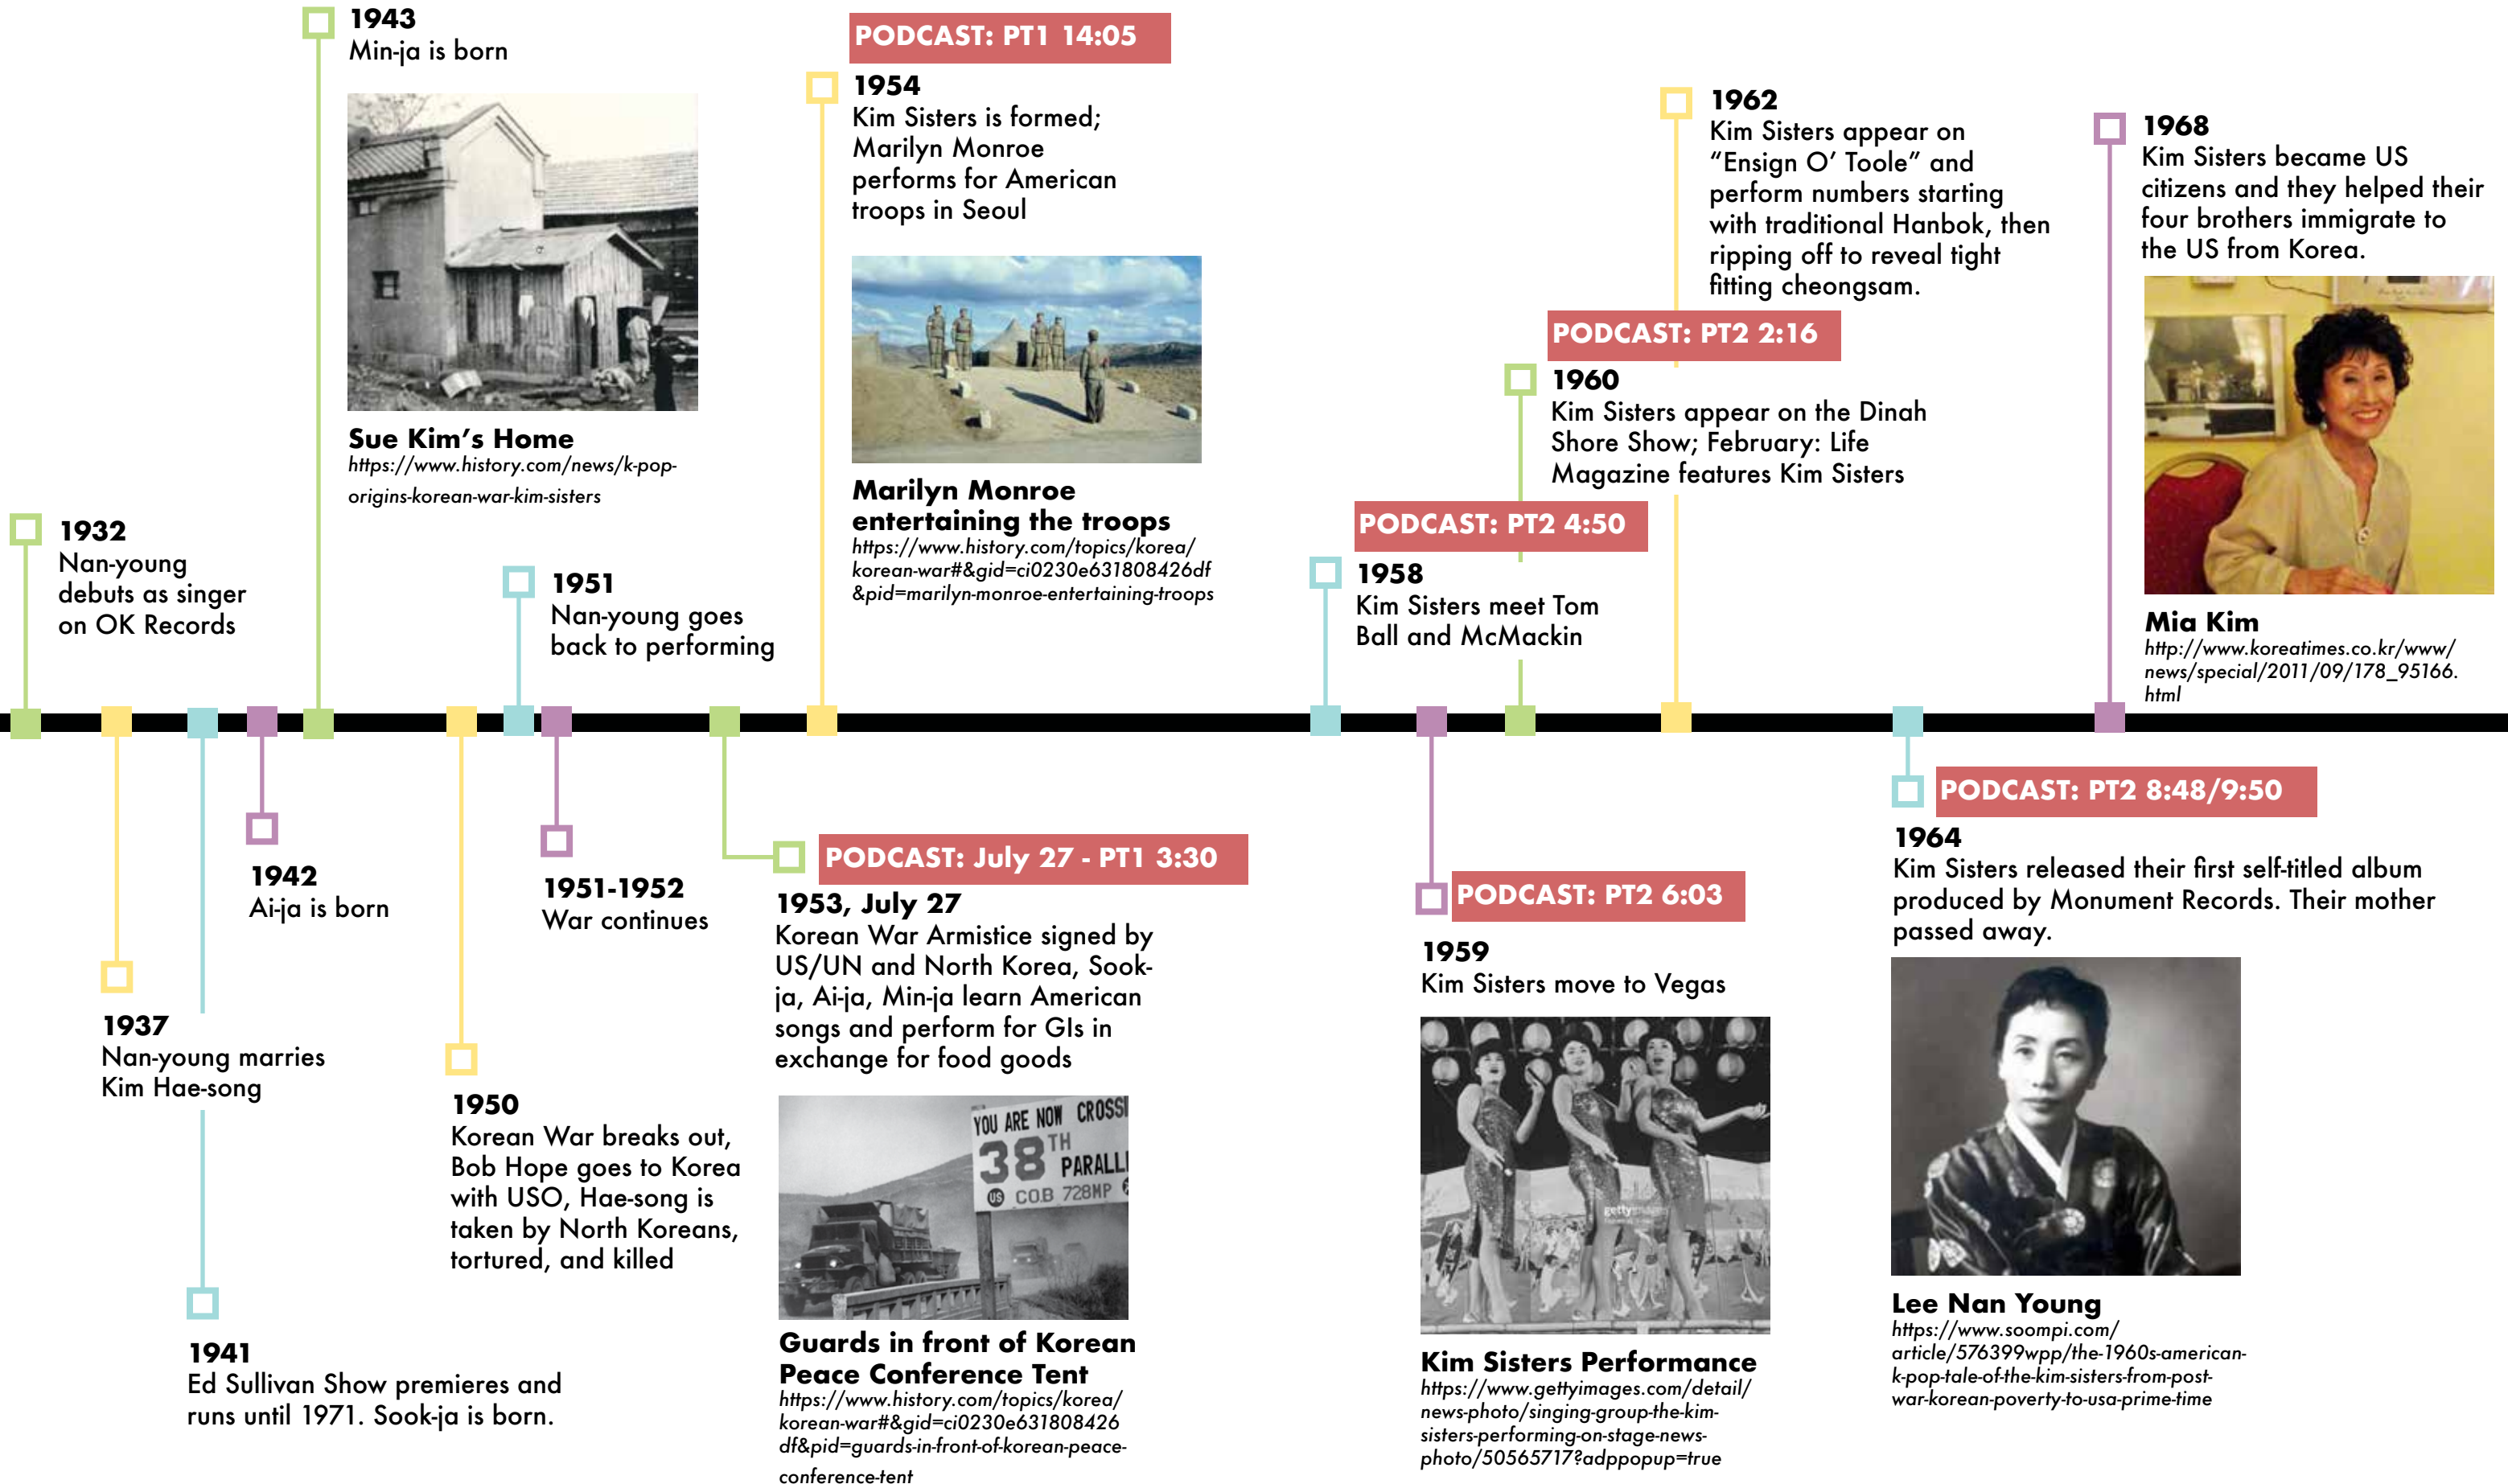 1943
Min-ja is born
Sue Kim's Home
https://www.history.com/news/k-pop-
origins-korean-war-kim-sisters
PODCAST: PT1 14:05
1954
Kim Sisters is formed;
Marilyn Monroe
performs for American
troops in Seoul
Marilyn Monroe
entertaining the troops
https://www.history.com/topics/korea/
korean-war#&gid=ci0230e631808426df
&pid=marilyn-monroe-entertaining-troops
1962
Kim Sisters appear on
“Ensign O’ Toole” and
perform numbers starting
with traditional Hanbok, then
ripping off to reveal tight
fitting cheongsam.
1968
Kim Sisters became US
citizens and they helped their
four brothers immigrate to
the US from Korea.
Mia Kim
http://www.koreatimes.co.kr/www/
news/special/2011/09/178_95166.
html
PODCAST: PT2 2:16
1960
Kim Sisters appear on the Dinah
Shore Show; February: Life
Magazine features Kim Sisters
PODCAST: PT2 4:50
1958
Kim Sisters meet Tom
Ball and McMackin
1932
Nan-young
debuts as singer
on OK Records
1951
Nan-young goes
back to performing
1937
Nan-young marries
Kim Hae-song
1941
Ed Sullivan Show premieres and
runs until 1971. Sook-ja is born.
1942
Ai-ja is born
1950
Korean War breaks out,
Bob Hope goes to Korea
with USO, Hae-song is
taken by North Koreans,
tortured, and killed
1951-1952
War continues
PODCAST: July 27 - PT1 3:30
1953, July 27
Korean War Armistice signed by
US/UN and North Korea, Sook-
ja, Ai-ja, Min-ja learn American
songs and perform for GIs in
exchange for food goods
YOU ARE NOW CROSSI
38TH
PARALL
US CO.B 728MP
Guards in front of Korean
Peace Conference Tent
https://www.history.com/topics/korea/
korean-war#&gid=ci0230e631808426
df&pid=guards-in-front-of-korean-peace-
conference-tent
PODCAST: PT2 6:03
1959
Kim Sisters move to Vegas
gettyimages
Kim Sisters Performance
https://www.gettyimages.com/detail/
news-photo/singing-group-the-kim-
sisters-performing-on-stage-news-
photo/50565717?adppopup=true
PODCAST: PT2 8:48/9:50
1964
Kim Sisters released their first self-titled album
produced by Monument Records. Their mother
passed away.
Lee Nan Young
https://www.soompi.com/
article/576399wpp/the-1960s-american-
k-pop-tale-of-the-kim-sisters-from-post-
war-korean-poverty-to-usa-prime-time